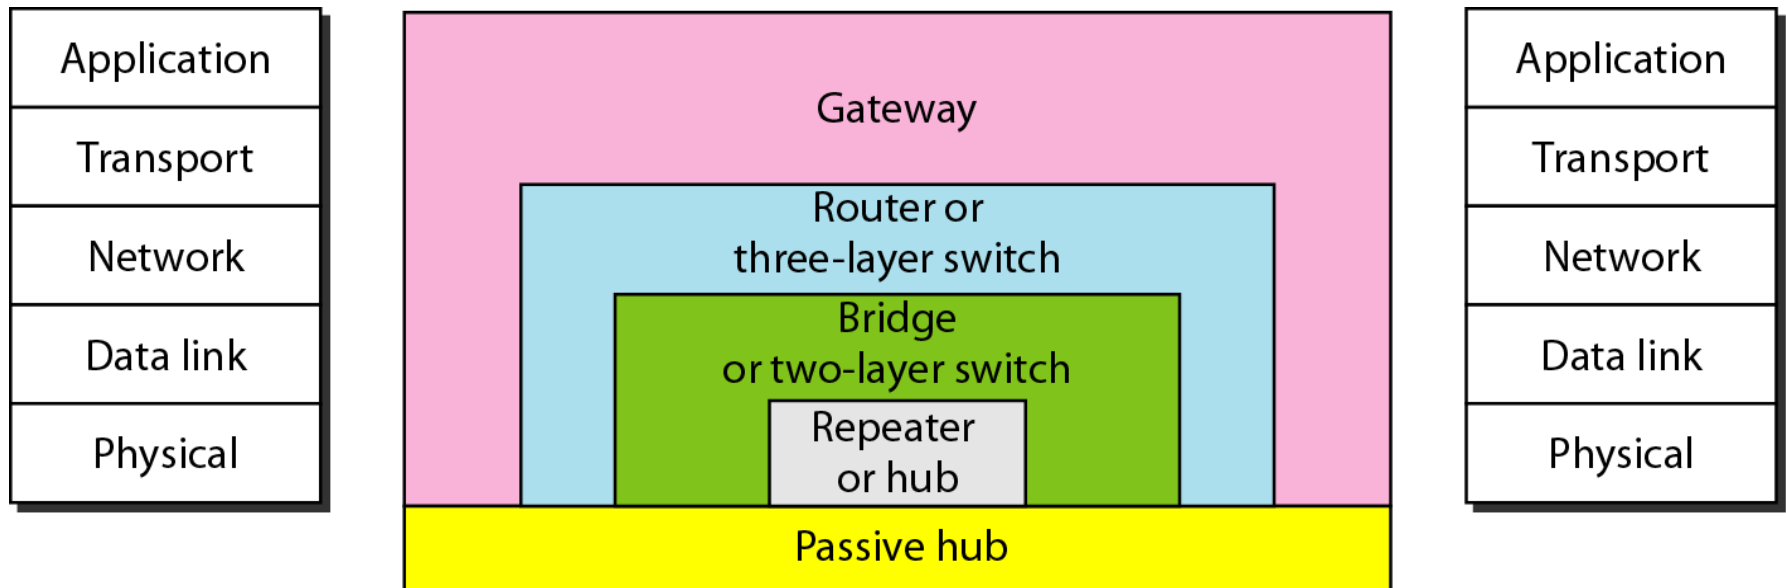 Application
Transport
Network
Data link
Physical
Gateway
Router or
three-layer switch
Bridge
or two-layer switch
Repeater
or hub
Passive hub
Application
Transport
Network
Data link
Physical